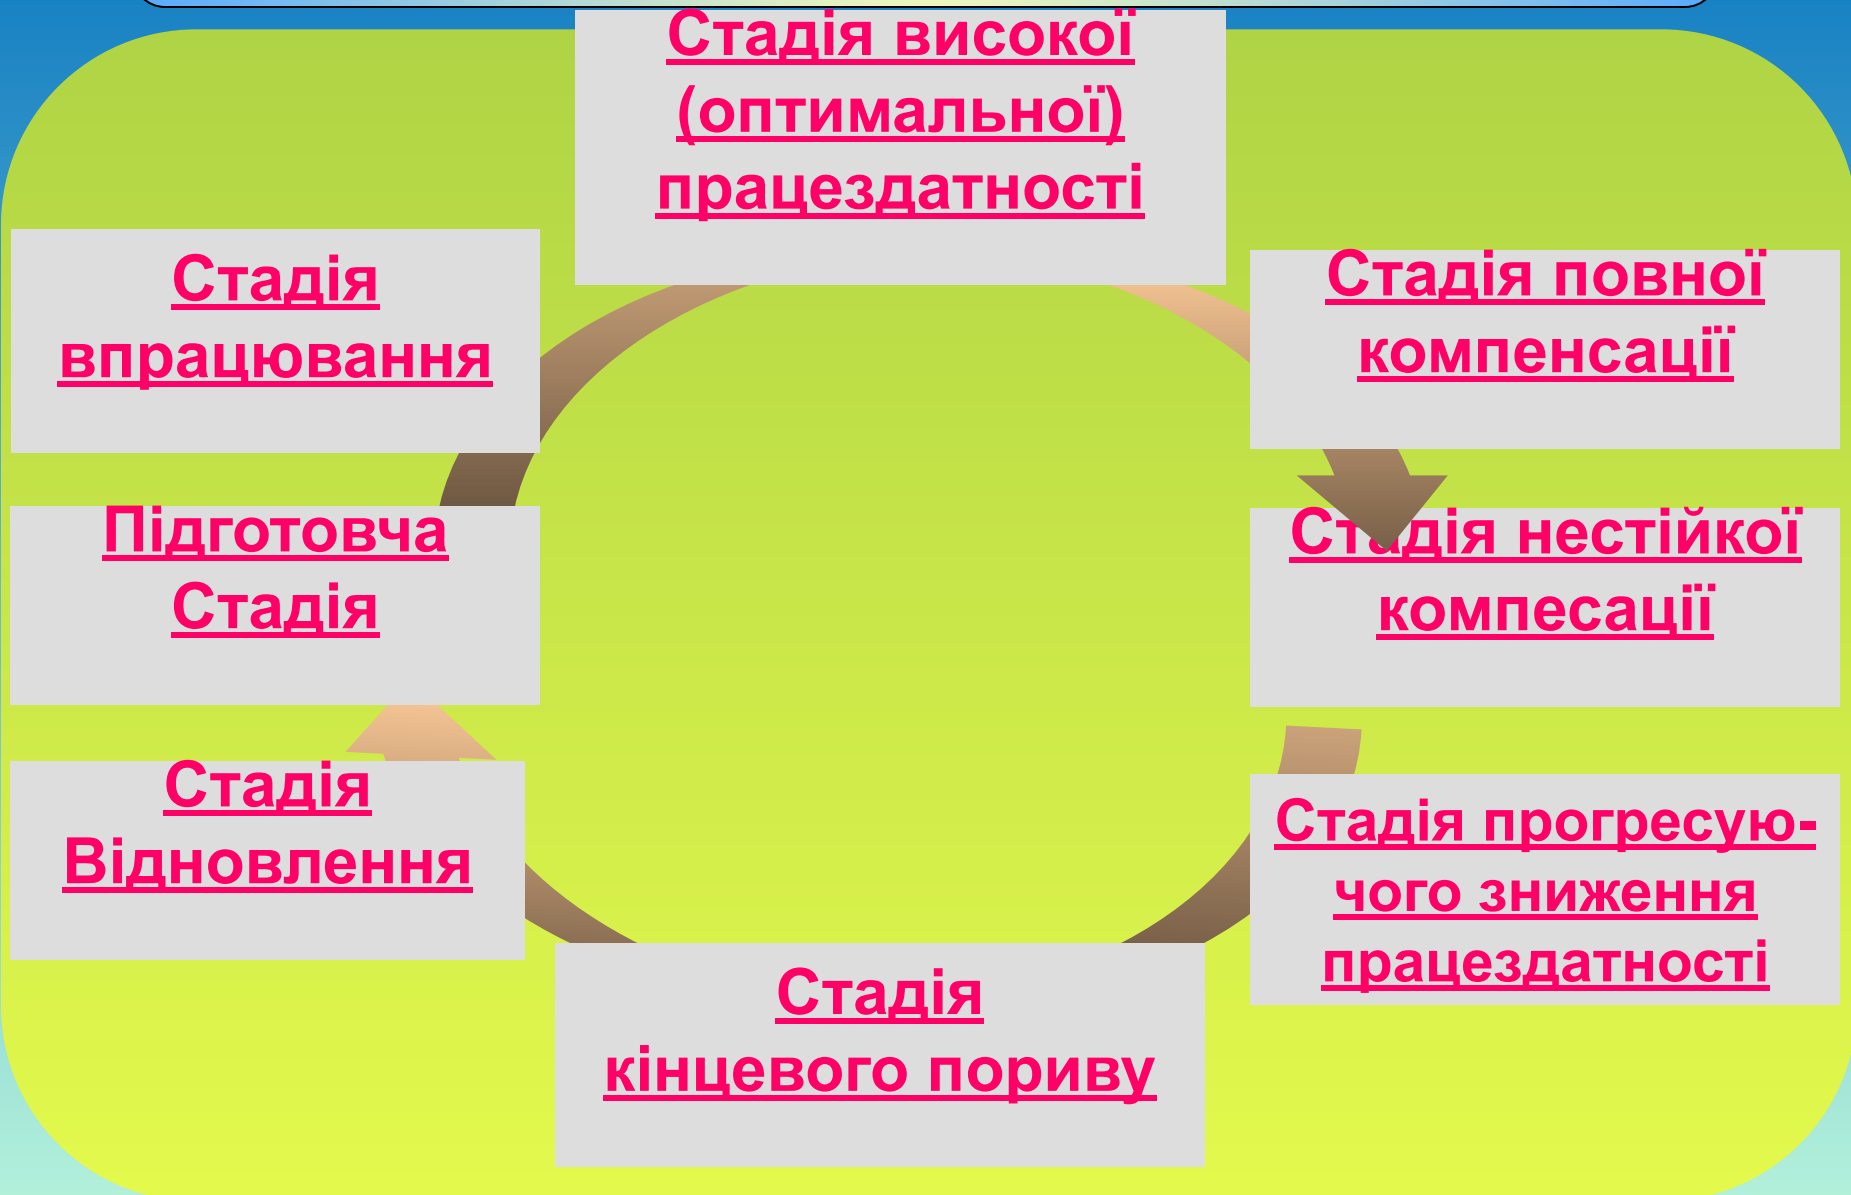 Стадія високої
(оптимальної)
працездатності
Стадія
впрацювання
Стадія повної
компенсації
Підготовча
Стадія
Стадія нестійкої
компесації
Стадія
Відновлення
Стадія прогресую-
чого зниження
працездатності
Стадія
кінцевого пориву